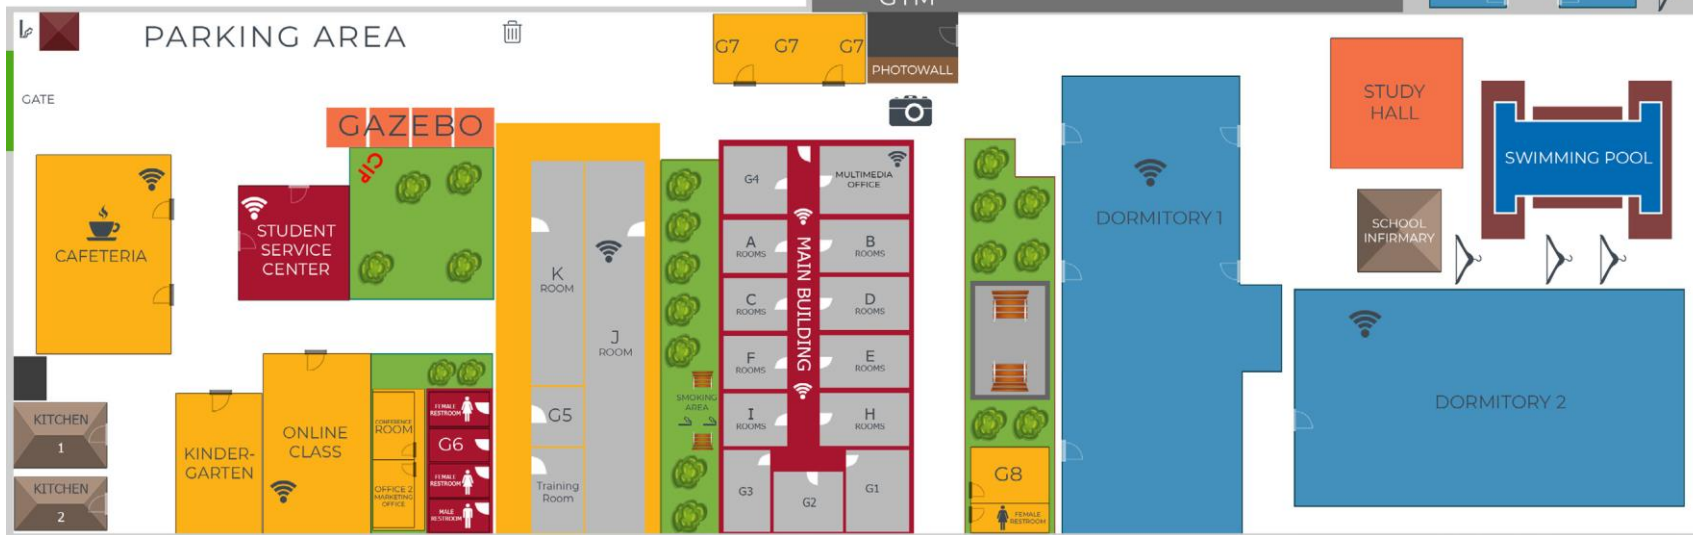 GYM
PARKING AREA
G7
G7
G7
PHOTOWALL
GATE
GAZEBO
CIP
STUDY
HALL
SWIMMING POOL
CAFETERIA
STUDENT
SERVICE
CENTER
G4
MULTIMEDIA
OFFICE
DORMITORY 1
SCHOOL
INFIRMARY
K
ROOM
J
ROOM
MAIN BUILDING
A
ROOMS
B
ROOMS
C
ROOMS
D
ROOMS
F
ROOMS
E
ROOMS
I
ROOMS
H
ROOMS
SMOKING
AREA
DORMITORY 2
KITCHEN
1
KITCHEN
2
KINDER-
GARTEN
ONLINE
CLASS
CONFERENCE
ROOM
OFFICE 2
MARKETING
OFFICE
FEMALE
RESTROOM
G6
FEMALE
RESTROOM
MALE
RESTROOM
G5
Training
Room
G3
G2
G1
G8
FEMALE
RESTROOM